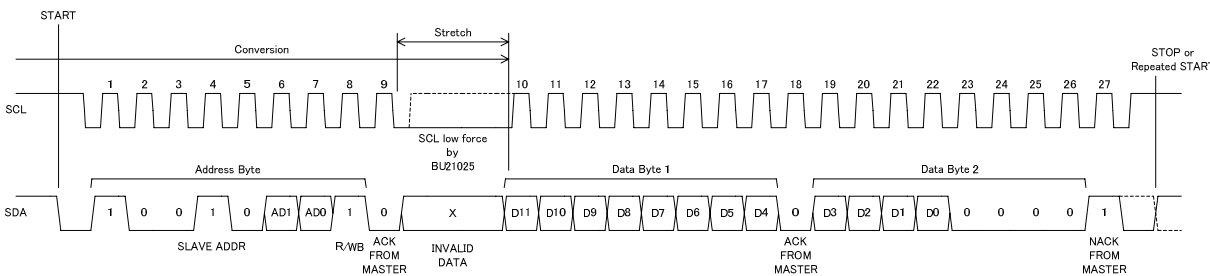 START
Stretch
Conversion
STOP or
Repeated START
1 2 3 4 5 6 7 8 9 10 11 12 13 14 15 16 17 18 19 20 21 22 23 24 25 26 27
SCL
SCL low force
by
BU21025
Address Byte Data Byte 1 Data Byte 2
SDA 1 0 0 1 0 AD1 AD0 1 0 X D11 D10 D9 D8 D7 D6 D5 D4 0 D3 D2 D1 D0 0 0 0 0 1
SLAVE ADDR R/WB
ACK
FROM
MASTER
INVALID
DATA
ACK
FROM
MASTER
NACK
FROM
MASTER